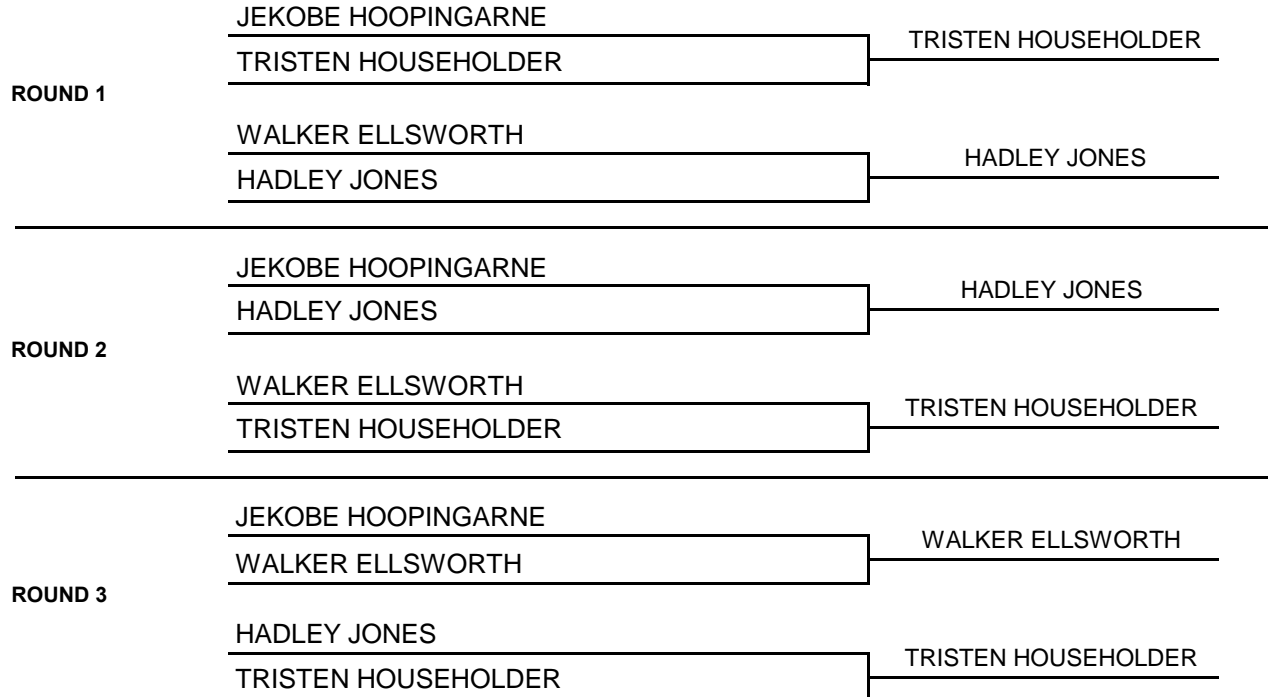 JEKOBE HOOPINGARNE
TRISTEN HOUSEHOLDER
TRISTEN HOUSEHOLDER
ROUND 1
WALKER ELLSWORTH
HADLEY JONES
HADLEY JONES
JEKOBE HOOPINGARNE
HADLEY JONES
HADLEY JONES
ROUND 2
WALKER ELLSWORTH
TRISTEN HOUSEHOLDER
TRISTEN HOUSEHOLDER
JEKOBE HOOPINGARNE
WALKER ELLSWORTH
WALKER ELLSWORTH
ROUND 3
HADLEY JONES
TRISTEN HOUSEHOLDER
TRISTEN HOUSEHOLDER